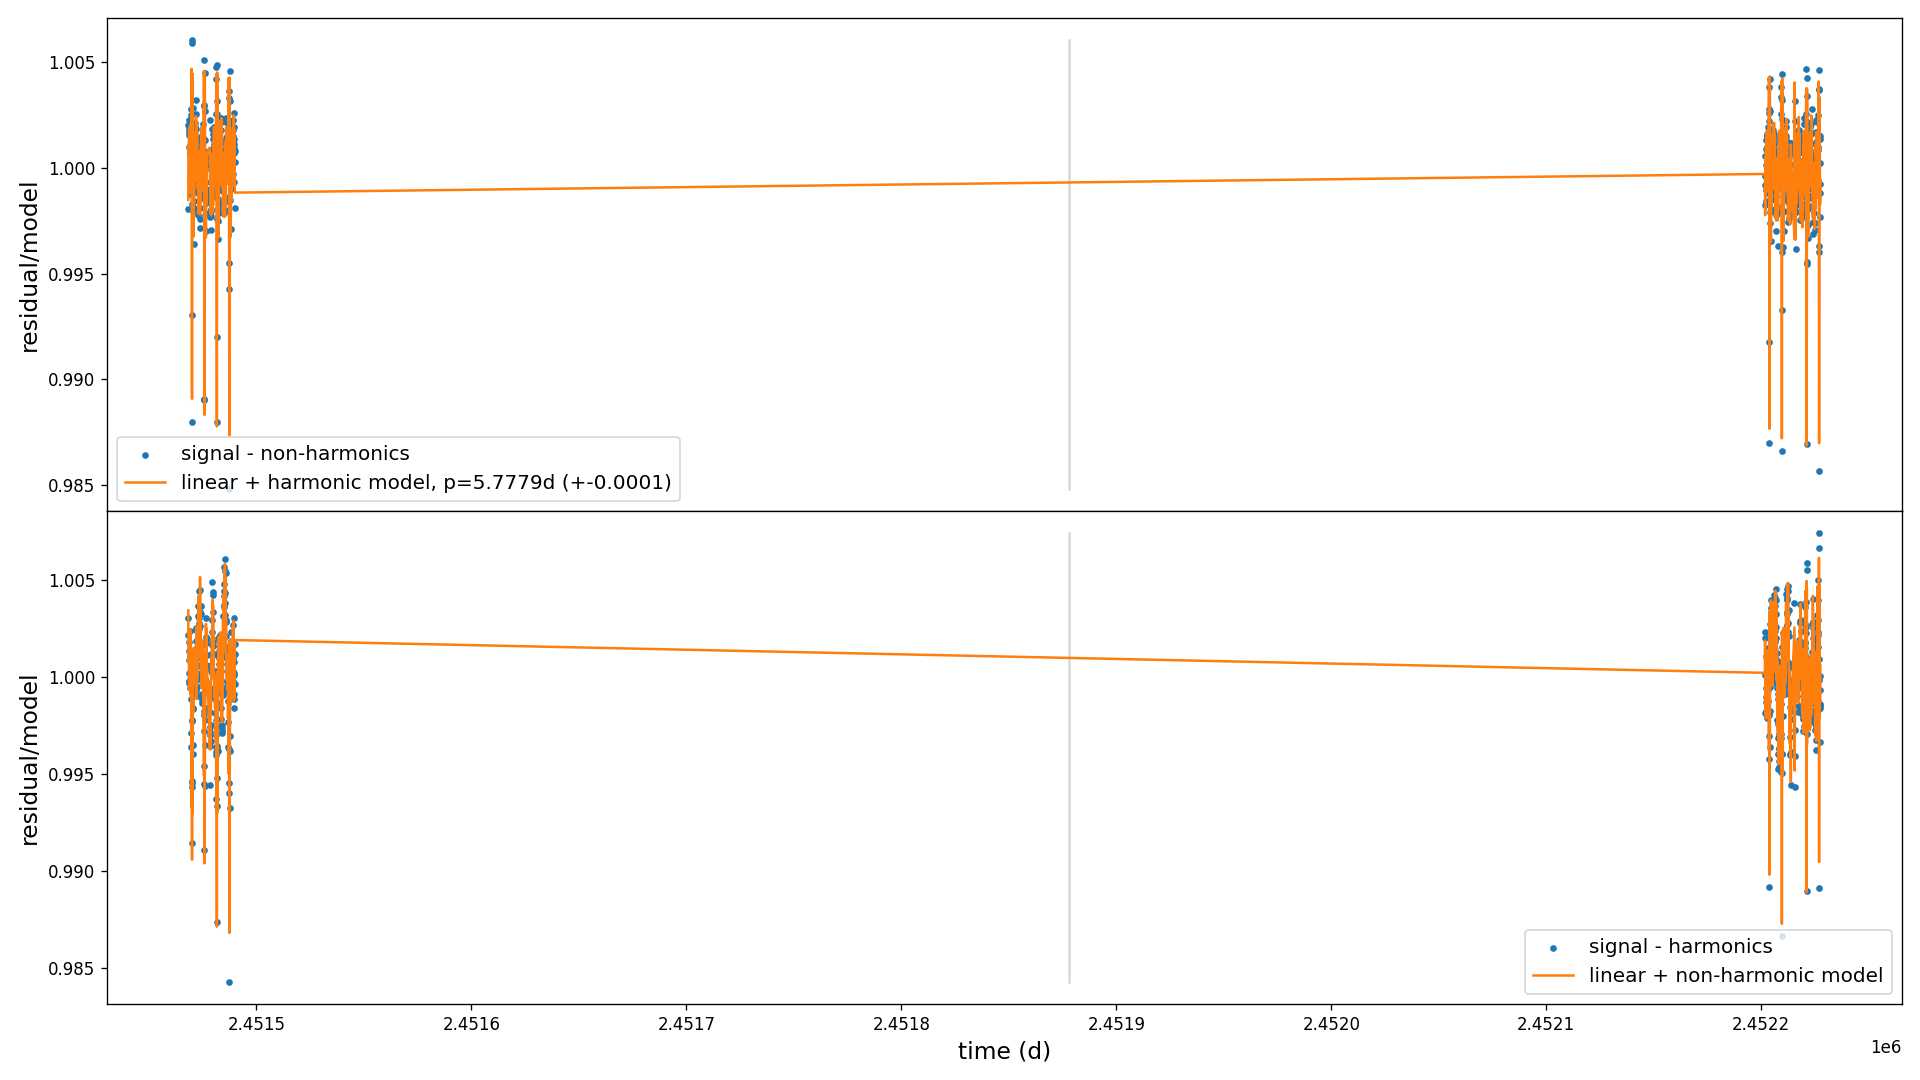 1.005
1.000
0.995
0.990
0.985
residual/model
signal - non-harmonics
linear + harmonic model, p=5.7779d (+-0.0001)
1.005
1.000
0.995
0.990
0.985
residual/model
signal - harmonics
linear + non-harmonic model
2.4515 2.4516 2.4517 2.4518 2.4519 2.4520 2.4521 2.4522
1e6
time (d)